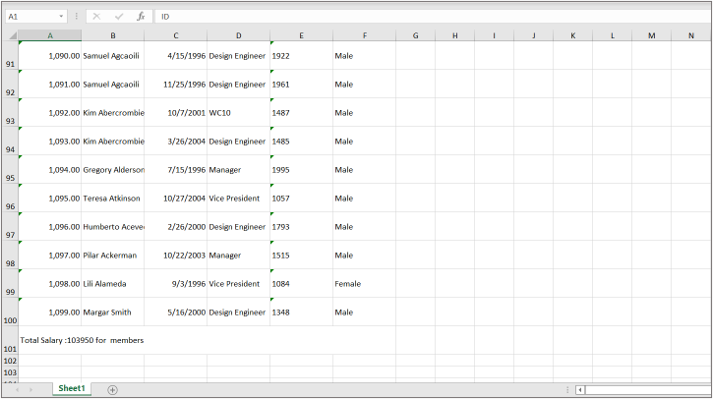 A1 fx ID
A B C D E F G H I J K L M N
91 1,090.00 Samuel Agcaoili 4/15/1996 Design Engineer 1922 Male
92 1,091.00 Samuel Agcaoili 11/25/1996 Design Engineer 1961 Male
93 1,092.00 Kim Abercrombie 10/7/2001 WC10 1487 Male
94 1,093.00 Kim Abercrombie 3/26/2004 Design Engineer 1485 Male
95 1,094.00 Gregory Alderson 7/15/1996 Manager 1995 Male
96 1,095.00 Teresa Atkinson 10/27/2004 Vice President 1057 Male
97 1,096.00 Humberto Aceve 2/26/2000 Design Engineer 1793 Male
98 1,097.00 Pilar Ackerman 10/22/2003 Manager 1515 Male
99 1,098.00 Lili Alameda 9/3/1996 Vice President 1084 Female
100 1,099.00 Margar Smith 5/16/2000 Design Engineer 1348 Male
101 Total Salary :103950 for  members
102
103
Sheet1